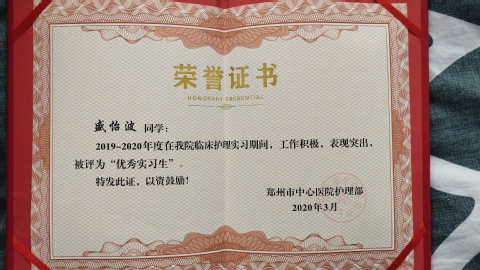 荣誉证书
HONORARY CREDENTIAL
盛怡波 同学：
2019-2020年度在我院临床护理实习期间，工作积极，表现突出，
被评为“优秀实习生”。
特发此证，以资鼓励！
郑州市中心医院护理部
2020年3月